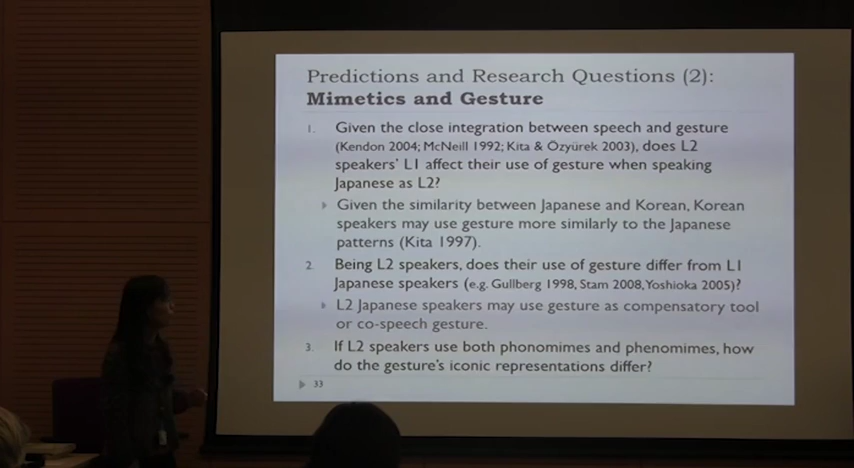 Predictions and Research Questions (2):
Mimetics and Gesture
1. Given the close integration between speech and gesture
(Kendon 2004; McNeill 1992; Kita & Özyürek 2003), does L2
speakers' L1 affect their use of gesture when speaking
Japanese as L2?
Given the similarity between Japanese and Korean, Korean
speakers may use gesture more similarly to the Japanese
patterns (Kita 1997).
2. Being L2 speakers, does their use of gesture differ from L1
Japanese speakers (e.g. Gullberg 1998, Stam 2008, Yoshioka 2005)?
L2 Japanese speakers may use gesture as compensatory tool
or co-speech gesture.
3. If L2 speakers use both phonomimes and phenomimes, how
do the gesture's iconic representations differ?
33